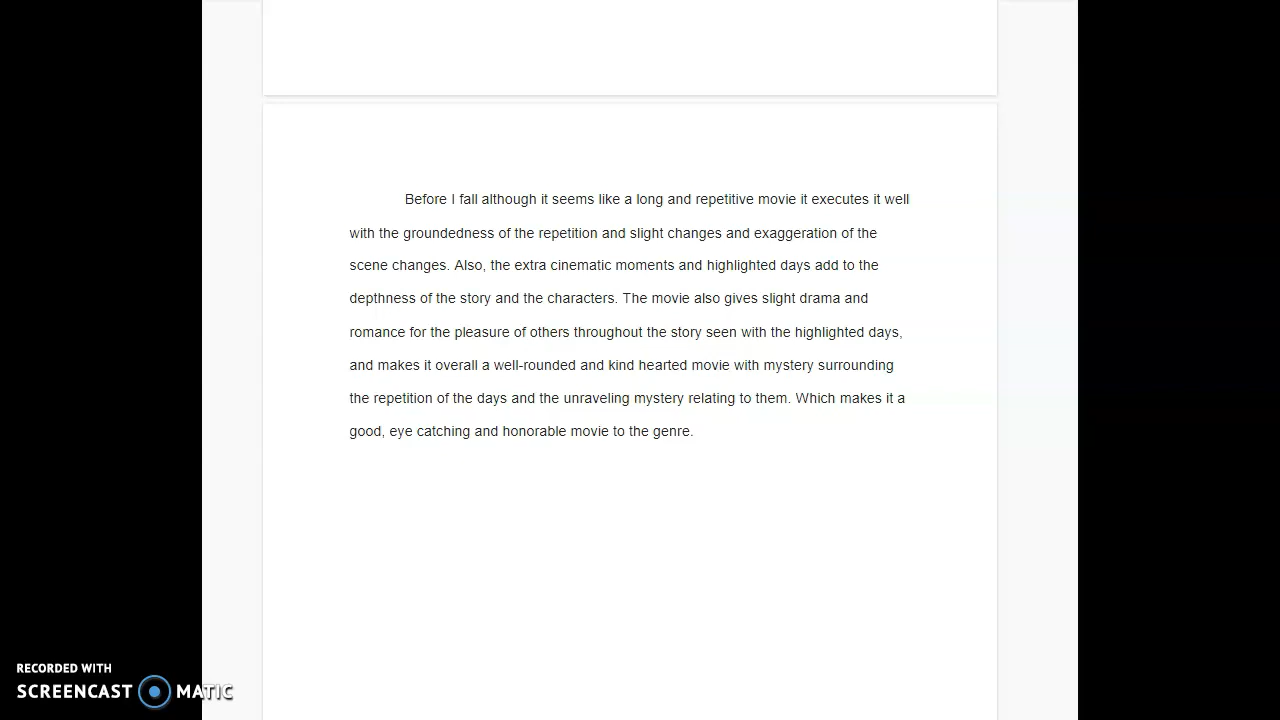 Before I fall although it seems like a long and repetitive movie it executes it well
with the groundedness of the repetition and slight changes and exaggeration of the
scene changes. Also, the extra cinematic moments and highlighted days add to the
depthness of the story and the characters. The movie also gives slight drama and
romance for the pleasure of others throughout the story seen with the highlighted days,
and makes it overall a well-rounded and kind hearted movie with mystery surrounding
the repetition of the days and the unraveling mystery relating to them. Which makes it a
good, eye catching and honorable movie to the genre.
RECORDED WITH
SCREENCAST MATIC